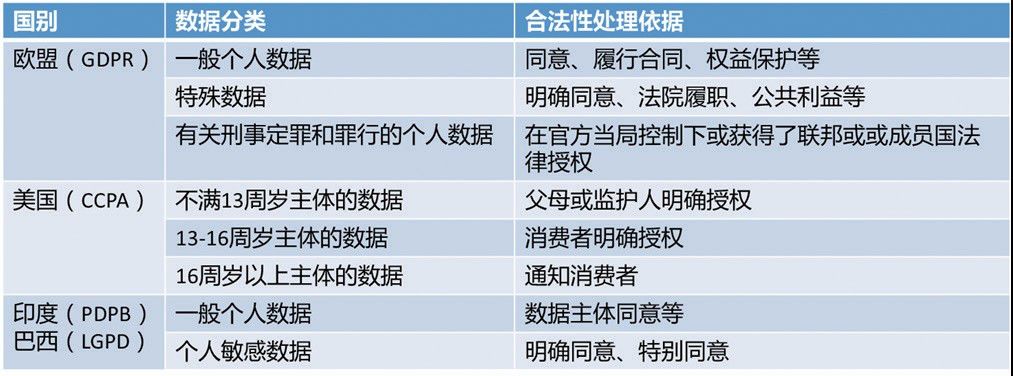 国别 数据分类 合法性处理依据
欧盟（GDPR） 一般个人数据 同意、履行合同、权益保护等
特殊数据 明确同意、法院履职、公共利益等
有关刑事定罪和罪行的个人数据 在官方当局控制下或获得了联邦或或成员国法
律授权
美国（CCPA） 不满13周岁主体的数据 父母或监护人明确授权
13-16周岁主体的数据 消费者明确授权
16周岁以上主体的数据 通知消费者
印度（PDPB） 一般个人数据 数据主体同意等
巴西（LGPD） 个人敏感数据 明确同意、特别同意